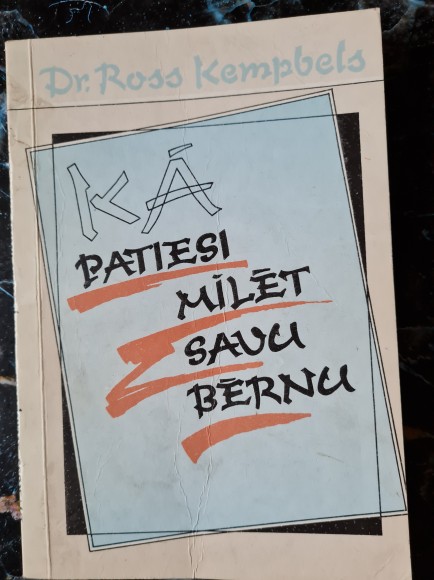 Dr. Ross Kempbels
KĀ
PATIESI
MĪLĒT
SAVU
BĒRNU